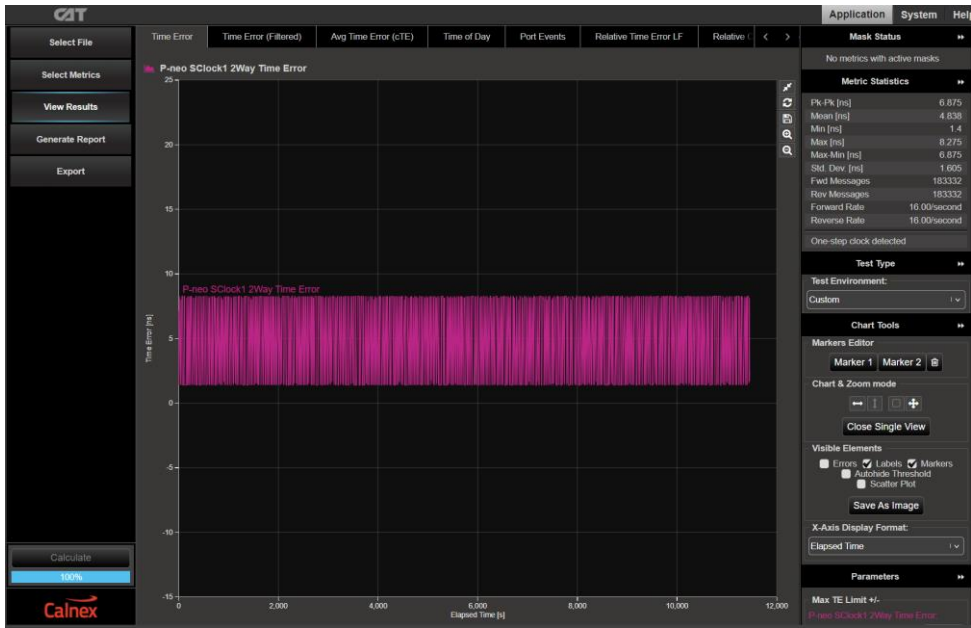 CAT
Application System Help
Select File
Select Metrics
View Results
Generate Report
Export
Calculate
100%
Calnex
Time Error Time Error (Filtered) Avg Time Error (cTE) Time of Day Port Events Relative Time Error LF Relative
P-neo SClock1 2Way Time Error
25
20
15
10
5
0
-5
-10
-15
Time Error [ns]
P-neo SClock1 2Way Time Error
0 2,000 4,000 6,000 8,000 10,000 12,000
Elapsed Time [s]
Mask Status
No metrics with active masks
Metric Statistics
Pk-Pk [ns] 6.875
Mean [ns] 4.838
Min [ns] 1.4
Max [ns] 8.275
Max-Min [ns] 6.875
Std. Dev. [ns] 1.605
Fwd Messages 183332
Rev Messages 183332
Forward Rate 16.00/second
Reverse Rate 16.00/second
One-step clock detected
Test Type
Test Environment:
Custom
Chart Tools
Markers Editor
Marker 1 Marker 2
Chart & Zoom mode
Close Single View
Visible Elements
Errors Labels Markers
Autohide Threshold
Scatter Plot
Save As Image
X-Axis Display Format:
Elapsed Time
Parameters
Max TE Limit +/-
P-neo SClock1 2Way Time Error: